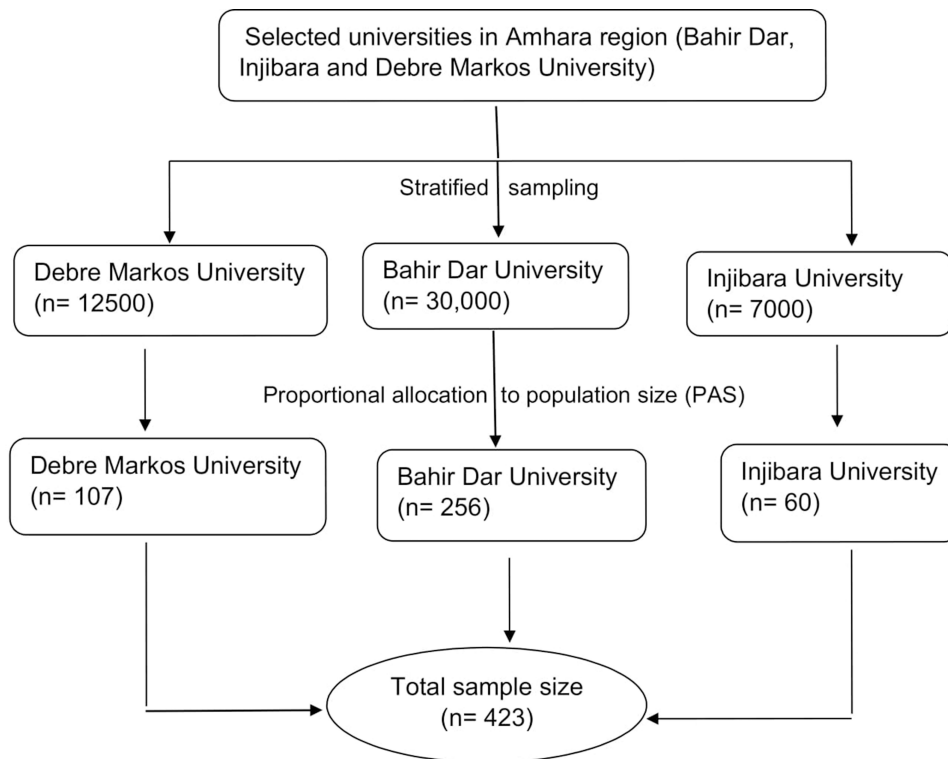 Selected universities in Amhara region (Bahir Dar,
Injibara and Debre Markos University)
Stratified sampling
Debre Markos University
(n= 12500)
Bahir Dar University
(n= 30,000)
Injibara University
(n= 7000)
Proportional allocation to population size (PAS)
Debre Markos University
(n= 107)
Bahir Dar University
(n= 256)
Injibara University
(n= 60)
Total sample size
(n= 423)